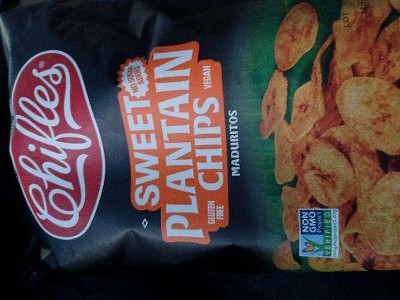 Chifles®
NO SUGAR ADDED
SWEET
PLANTAIN
CHIPS
GLUTEN FREE
VEGAN
MADURITOS
NON
GMO
Project
VERIFIED